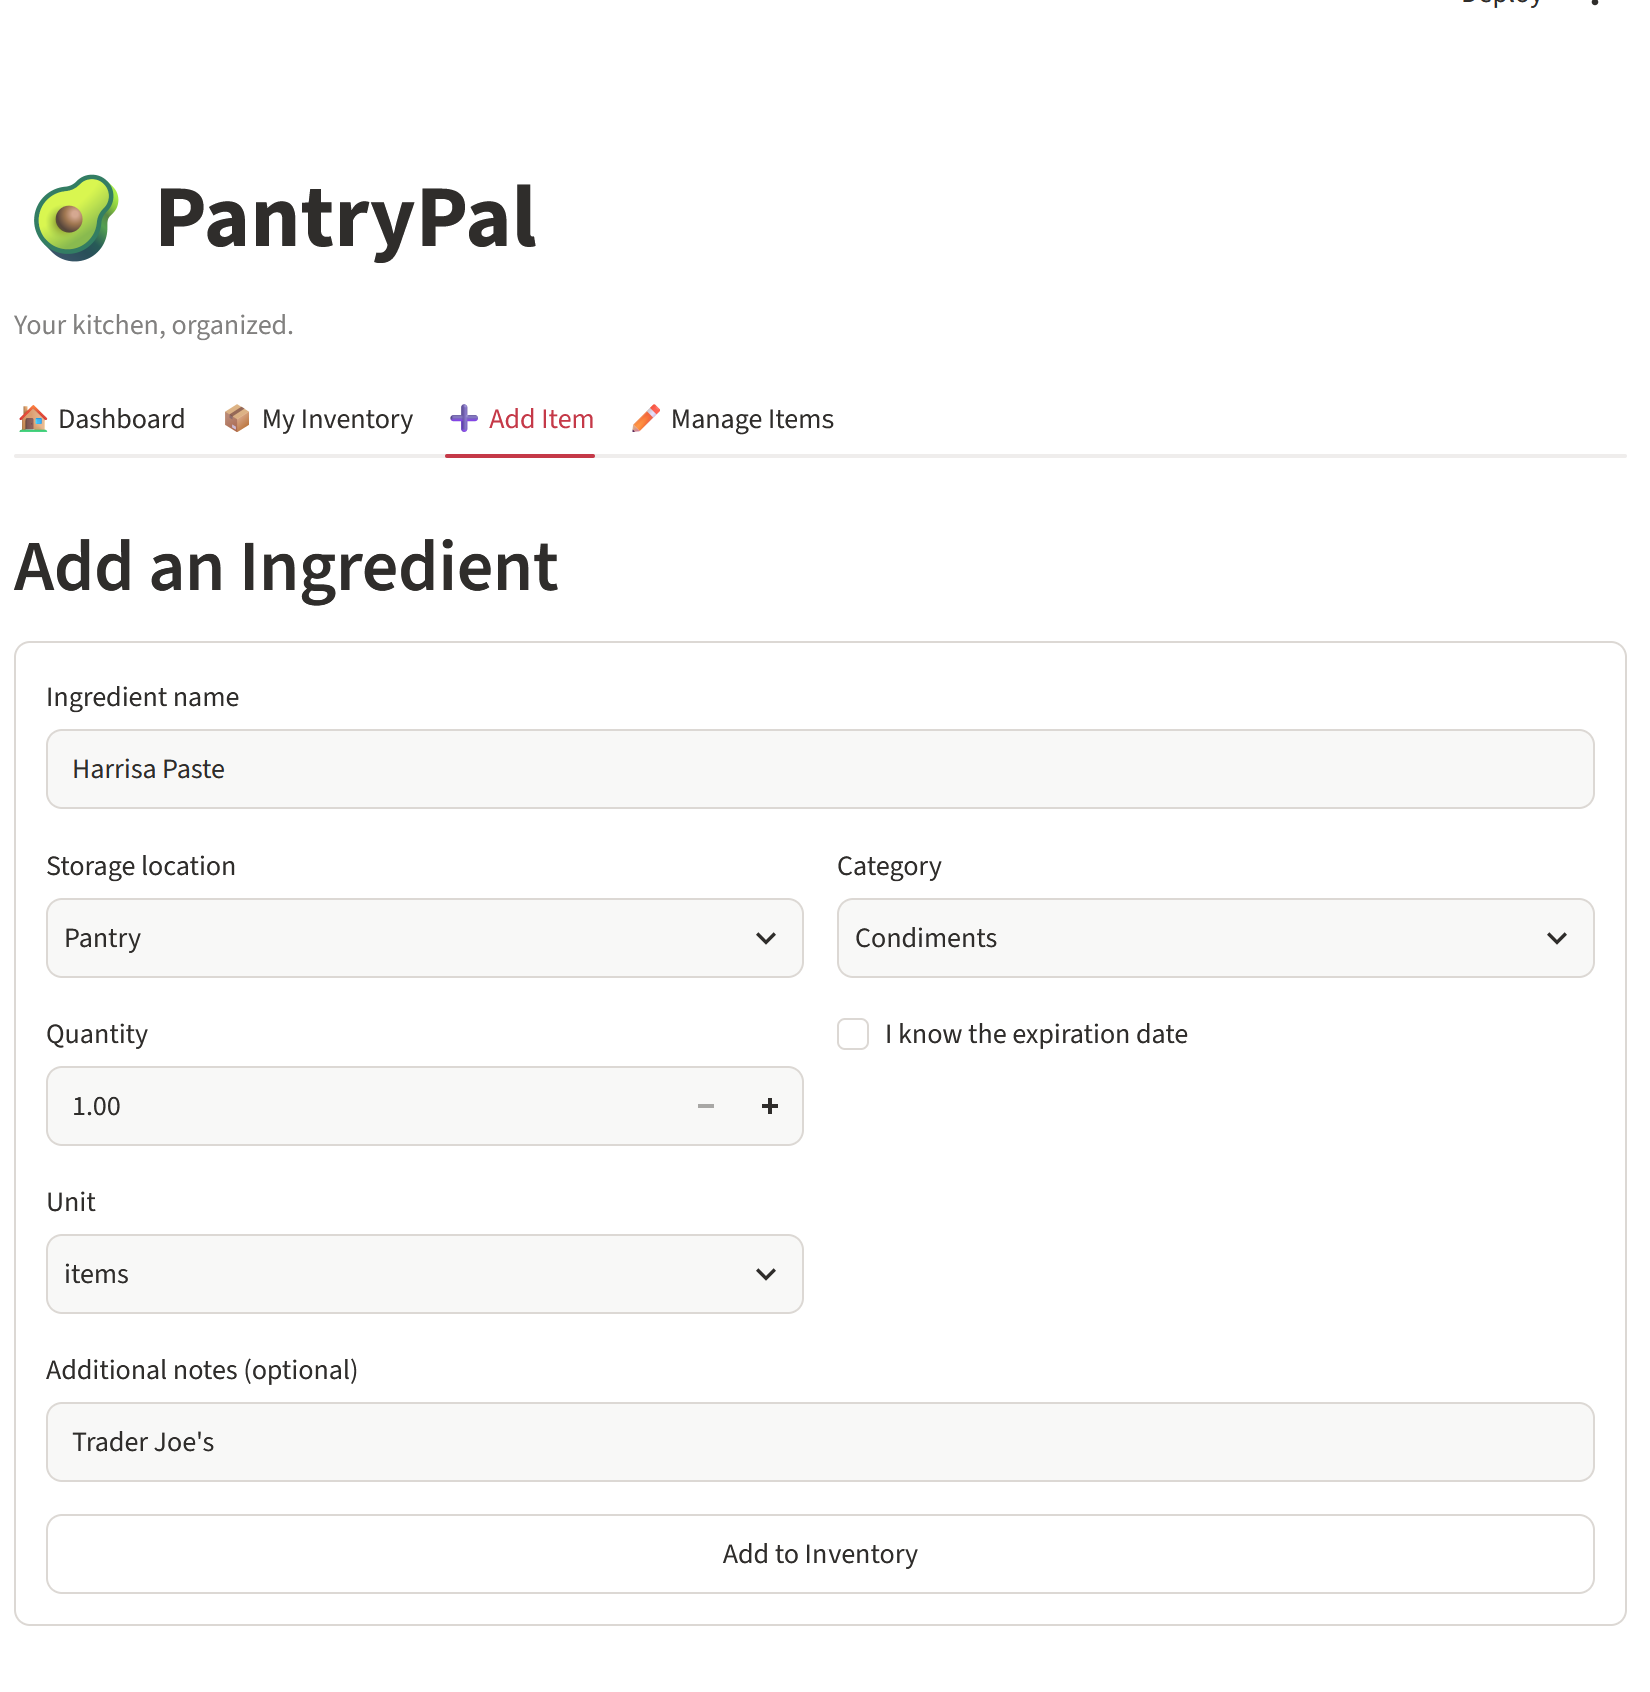 Deploy
PantryPal
Your kitchen, organized.
Dashboard My Inventory Add Item Manage Items
Add an Ingredient
Ingredient name
Harrisa Paste
Storage location Category
Pantry Condiments
Quantity I know the expiration date
1.00
Unit
items
Additional notes (optional)
Trader Joe's
Add to Inventory